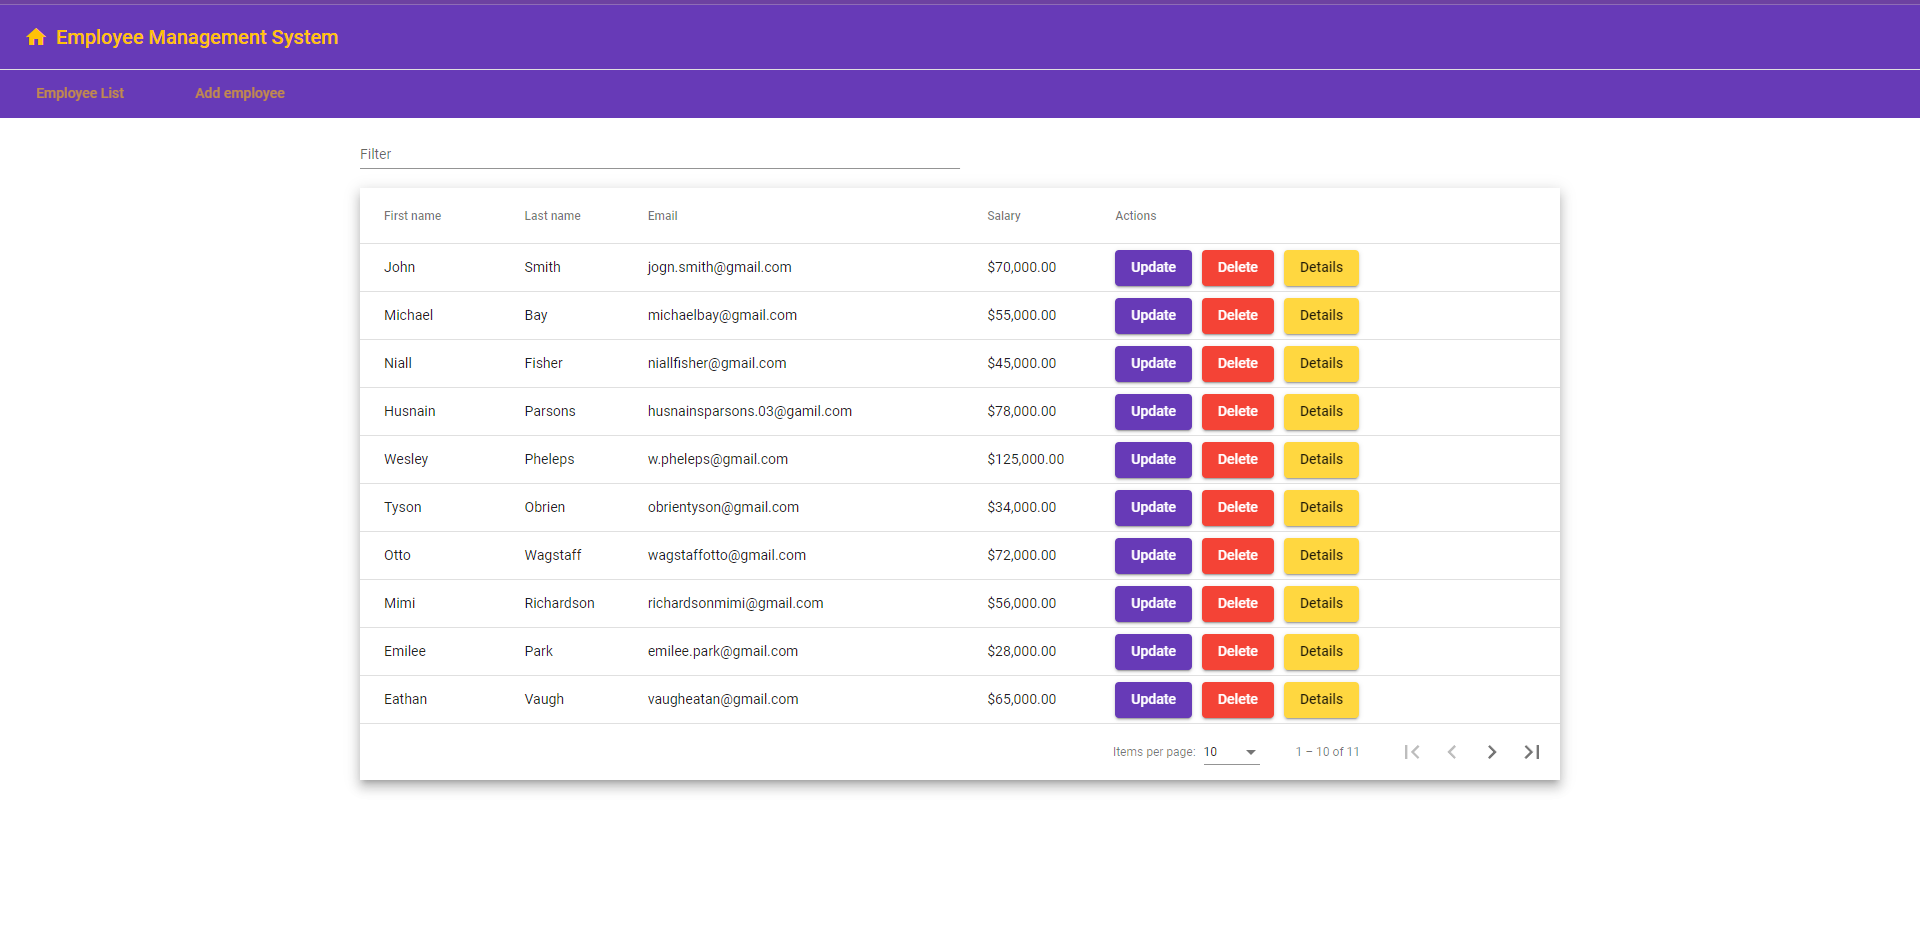 Employee Management System
Employee List Add employee
Filter
First name Last name Email Salary Actions
John Smith jogn.smith@gmail.com $70,000.00 Update Delete Details
Michael Bay michaelbay@gmail.com $55,000.00 Update Delete Details
Niall Fisher niallfisher@gmail.com $45,000.00 Update Delete Details
Husnain Parsons husnainsparsons.03@gamil.com $78,000.00 Update Delete Details
Wesley Pheleps w.pheleps@gmail.com $125,000.00 Update Delete Details
Tyson Obrien obrientyson@gmail.com $34,000.00 Update Delete Details
Otto Wagstaff wagstaffotto@gmail.com $72,000.00 Update Delete Details
Mimi Richardson richardsonmimi@gmail.com $56,000.00 Update Delete Details
Emilee Park emilee.park@gmail.com $28,000.00 Update Delete Details
Eathan Vaugh vaugheatan@gmail.com $65,000.00 Update Delete Details
Items per page: 10 1 – 10 of 11